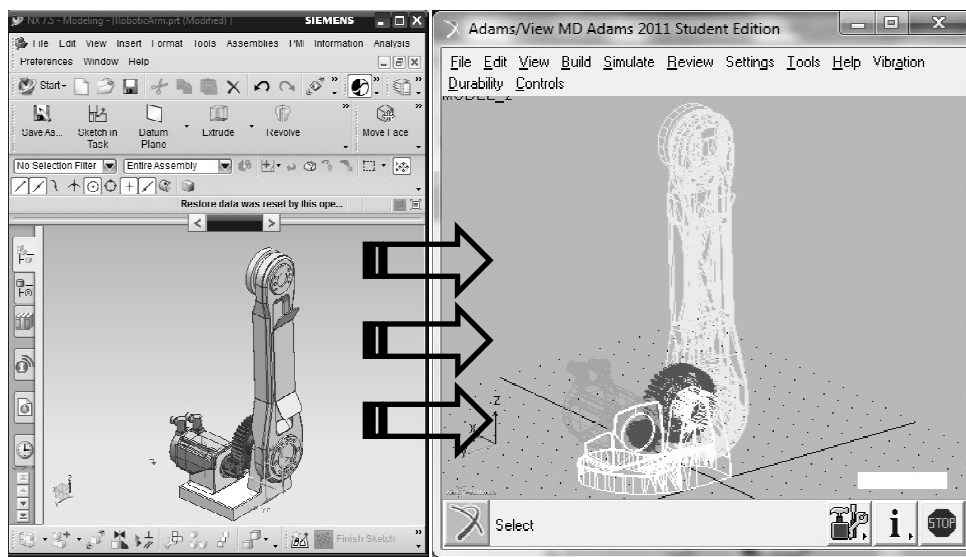 NX 7.5 - Modeling - [RoboticArm.prt (Modified) ]
SIEMENS
File Edit View Insert Format Tools Assemblies PMI Information Analysis
Preferences Window Help
Start
Save As... Sketch in Task Datum Plane Extrude Revolve Move Face
No Selection Filter Entire Assembly
Restore data was reset by this ope...
Finish Sketch
Adams/View MD Adams 2011 Student Edition
File Edit View Build Simulate Review Settings Tools Help Vibration
Durability Controls
MODEL_2
Z
X
Select
i
STOP